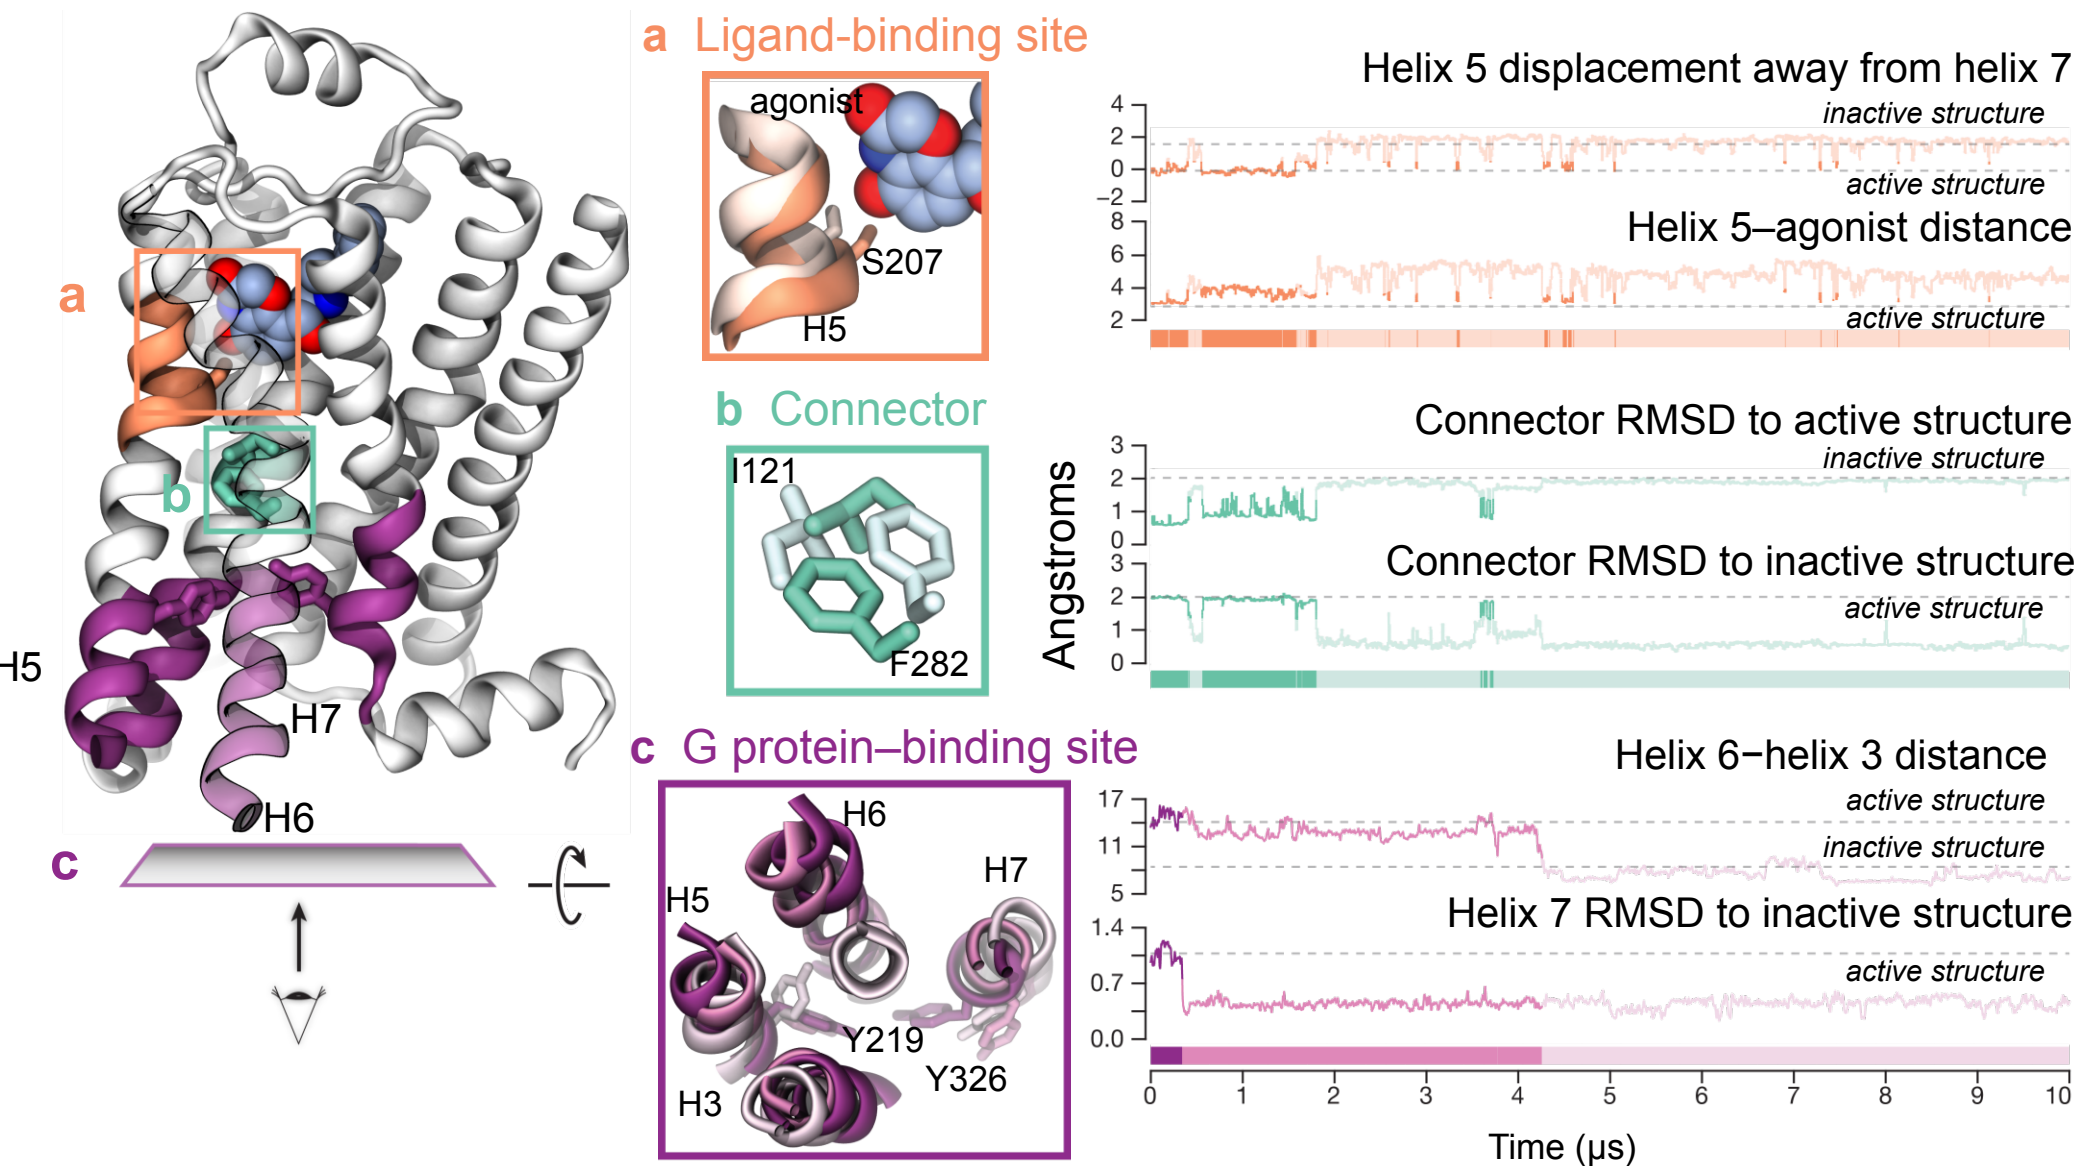 a
b
H5
H7
H6
c
a Ligand-binding site
agonist
S207
H5
b Connector
I121
F282
c G protein–binding site
H6
H7
H5
Y219
Y326
H3
Angstroms
Helix 5 displacement away from helix 7
4
2
0
−2
inactive structure
active structure
Helix 5–agonist distance
8
6
4
2
active structure
Connector RMSD to active structure
3
2
1
0
inactive structure
Connector RMSD to inactive structure
3
2
1
0
active structure
Helix 6−helix 3 distance
17
11
5
active structure
inactive structure
Helix 7 RMSD to inactive structure
1.4
0.7
0.0
active structure
0 1 2 3 4 5 6 7 8 9 10
Time (µs)